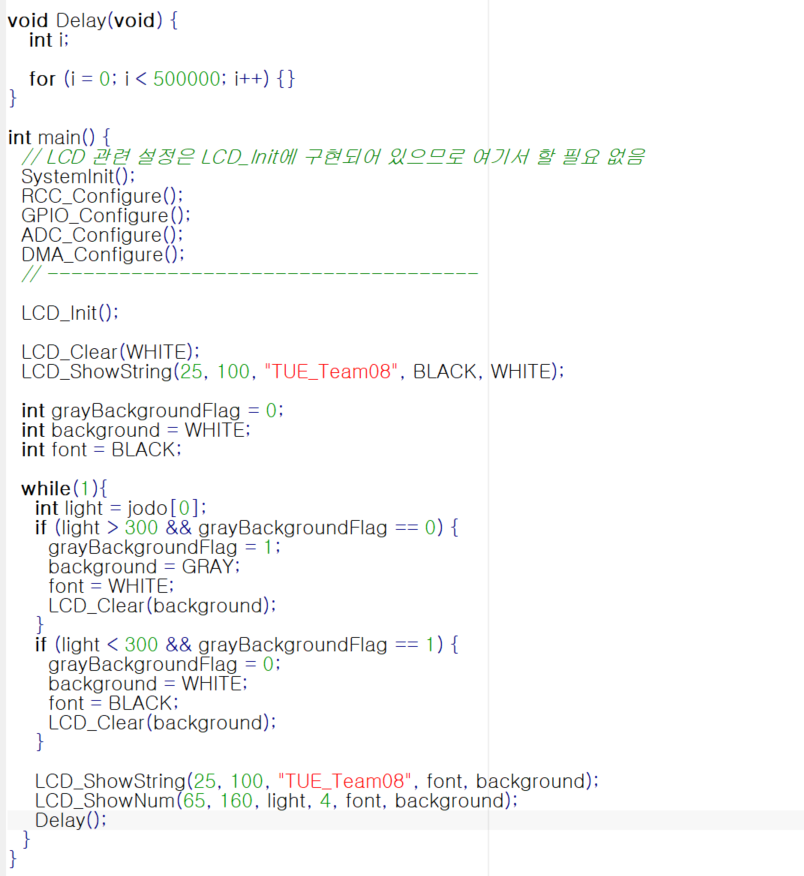 void Delay(void) {
int i;
for (i = 0; i < 500000; i++) {}
}
int main() {
// LCD 관련 설정은 LCD_Init에 구현되어 있으므로 여기서 할 필요 없음
SystemInit();
RCC_Configure();
GPIO_Configure();
ADC_Configure();
DMA_Configure();
// ------------------------------------
LCD_Init();
LCD_Clear(WHITE);
LCD_ShowString(25, 100, "TUE_Team08", BLACK, WHITE);
int grayBackgroundFlag = 0;
int background = WHITE;
int font = BLACK;
while(1){
int light = jodo[0];
if (light > 300 && grayBackgroundFlag == 0) {
grayBackgroundFlag = 1;
background = GRAY;
font = WHITE;
LCD_Clear(background);
}
if (light < 300 && grayBackgroundFlag == 1) {
grayBackgroundFlag = 0;
background = WHITE;
font = BLACK;
LCD_Clear(background);
}
LCD_ShowString(25, 100, "TUE_Team08", font, background);
LCD_ShowNum(65, 160, light, 4, font, background);
Delay();
}
}